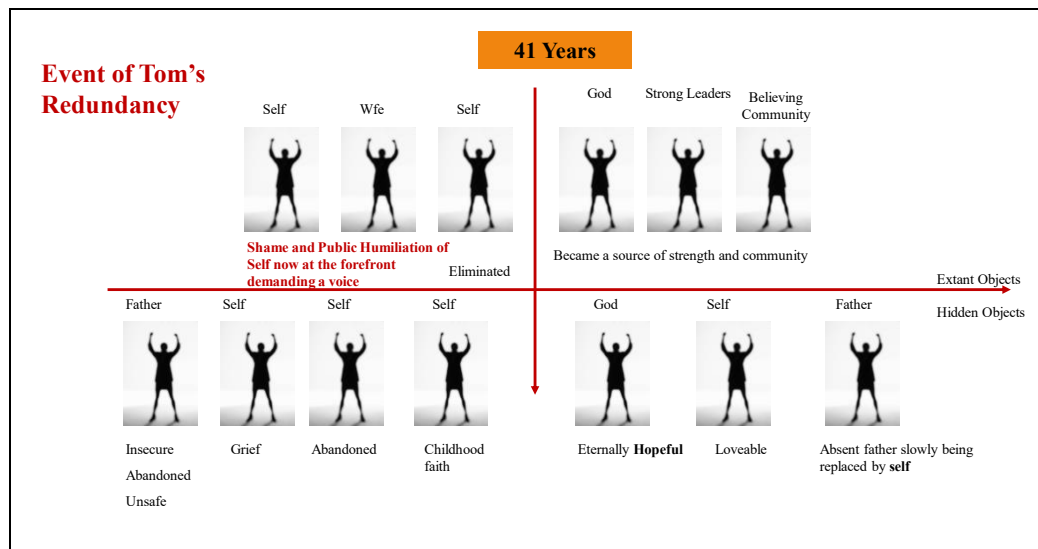 41 Years
Event of Tom's
Redundancy
Self
Wfe
Self
God
Strong Leaders
Believing
Community
Shame and Public Humiliation of
Self now at the forefront
demanding a voice
Eliminated
Became a source of strength and community
Extant Objects
Hidden Objects
Father
Self
Self
Self
God
Self
Father
Insecure
Abandoned
Unsafe
Grief
Abandoned
Childhood
faith
Eternally Hopeful
Loveable
Absent father slowly being
replaced by self